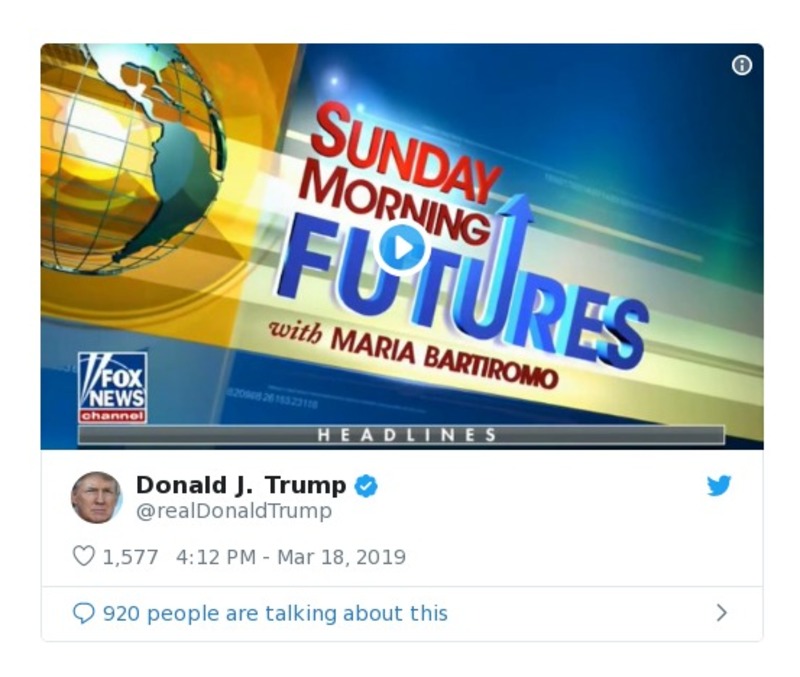 SUNDAY
MORNING
FUTURES
with MARIA BARTIROMO
FOX
NEWS
channel
HEADLINES
Donald J. Trump
@realDonaldTrump
1,577 4:12 PM - Mar 18, 2019
920 people are talking about this